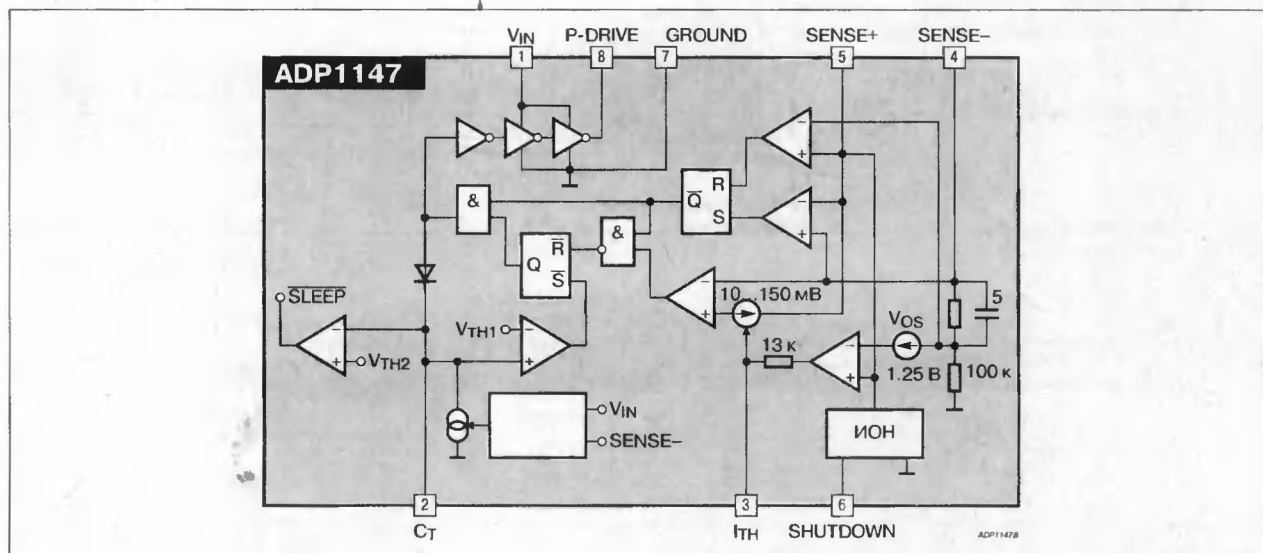 VIN P-DRIVE GROUND SENSE+ SENSE−
1 8 7 5 4
ADP1147
−
+
R
Q̅
S
−
+
&
&
R̅
Q
S̅
−
+
10...150 мВ
5
SLEEP̅
VTH1
−
+
−
+
VTH2
VOS
13 к
−
+
1.25 В
100 к
VIN
SENSE−
ИОН
2 3 6
CT ITH SHUTDOWN
ADP1147B